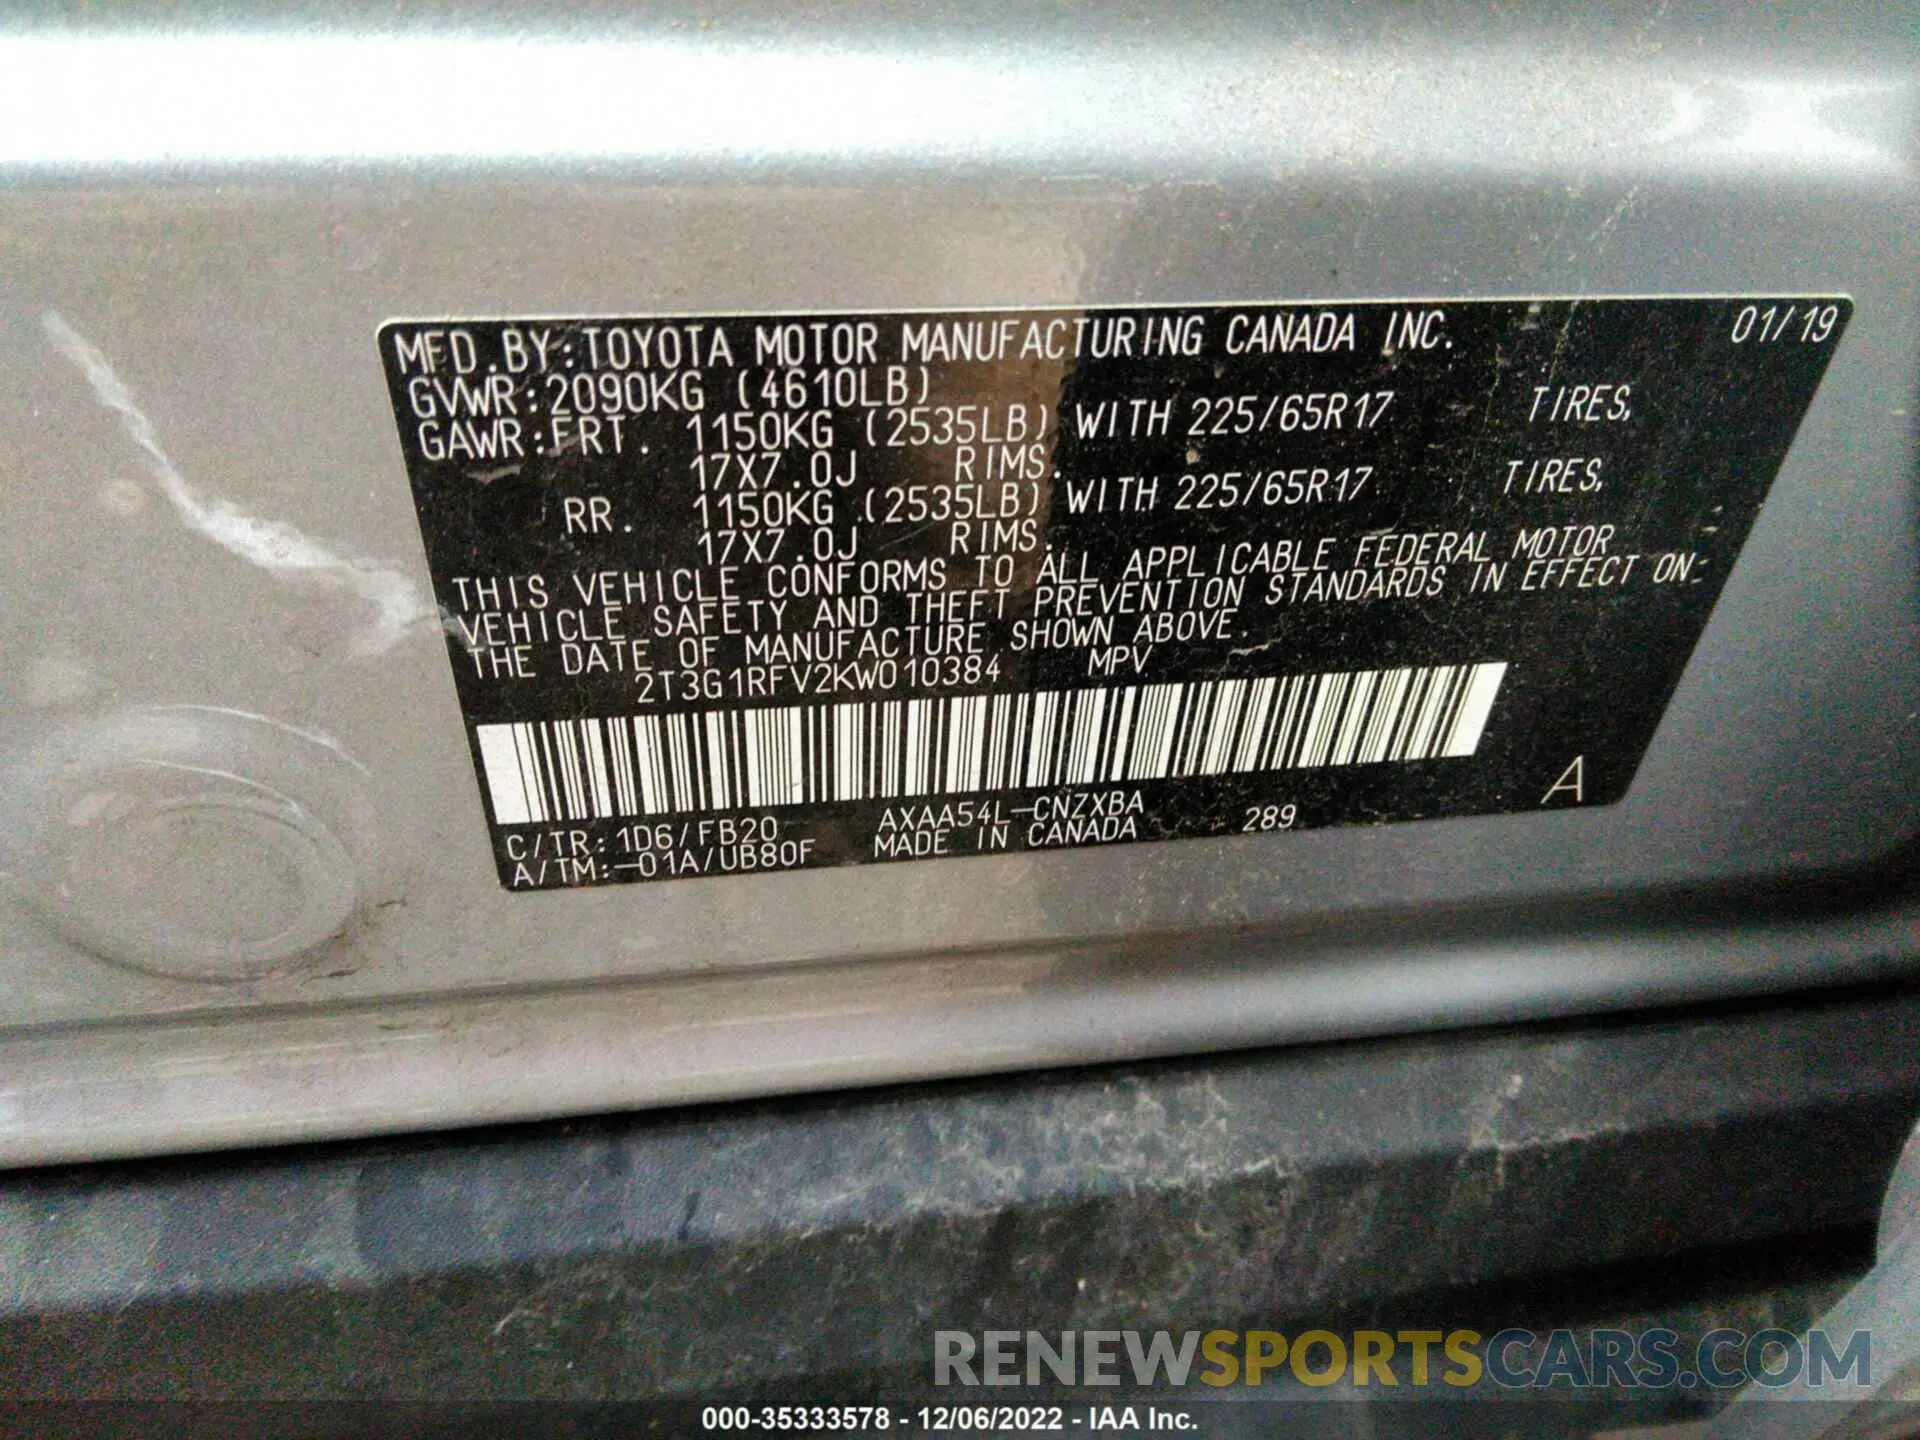 MFD.BY:TOYOTA MOTOR MANUFACTURING CANADA INC. 01/19
GVWR:2090KG (4610LB)
GAWR:FRT. 1150KG (2535LB) WITH 225/65R17 TIRES,
17X7.0J RIMS.
RR. 1150KG (2535LB) WITH 225/65R17 TIRES,
17X7.0J RIMS.
THIS VEHICLE CONFORMS TO ALL APPLICABLE FEDERAL MOTOR
VEHICLE SAFETY AND THEFT PREVENTION STANDARDS IN EFFECT ON
THE DATE OF MANUFACTURE SHOWN ABOVE.
2T3G1RFV2KW010384 MPV
C/TR:1D6/FB20 AXAA54L-CNZXBA 289 A
A/TM:-01A/UB80F MADE IN CANADA
RENEWSPORTSCARS.COM
000-35333578 - 12/06/2022 - IAA Inc.